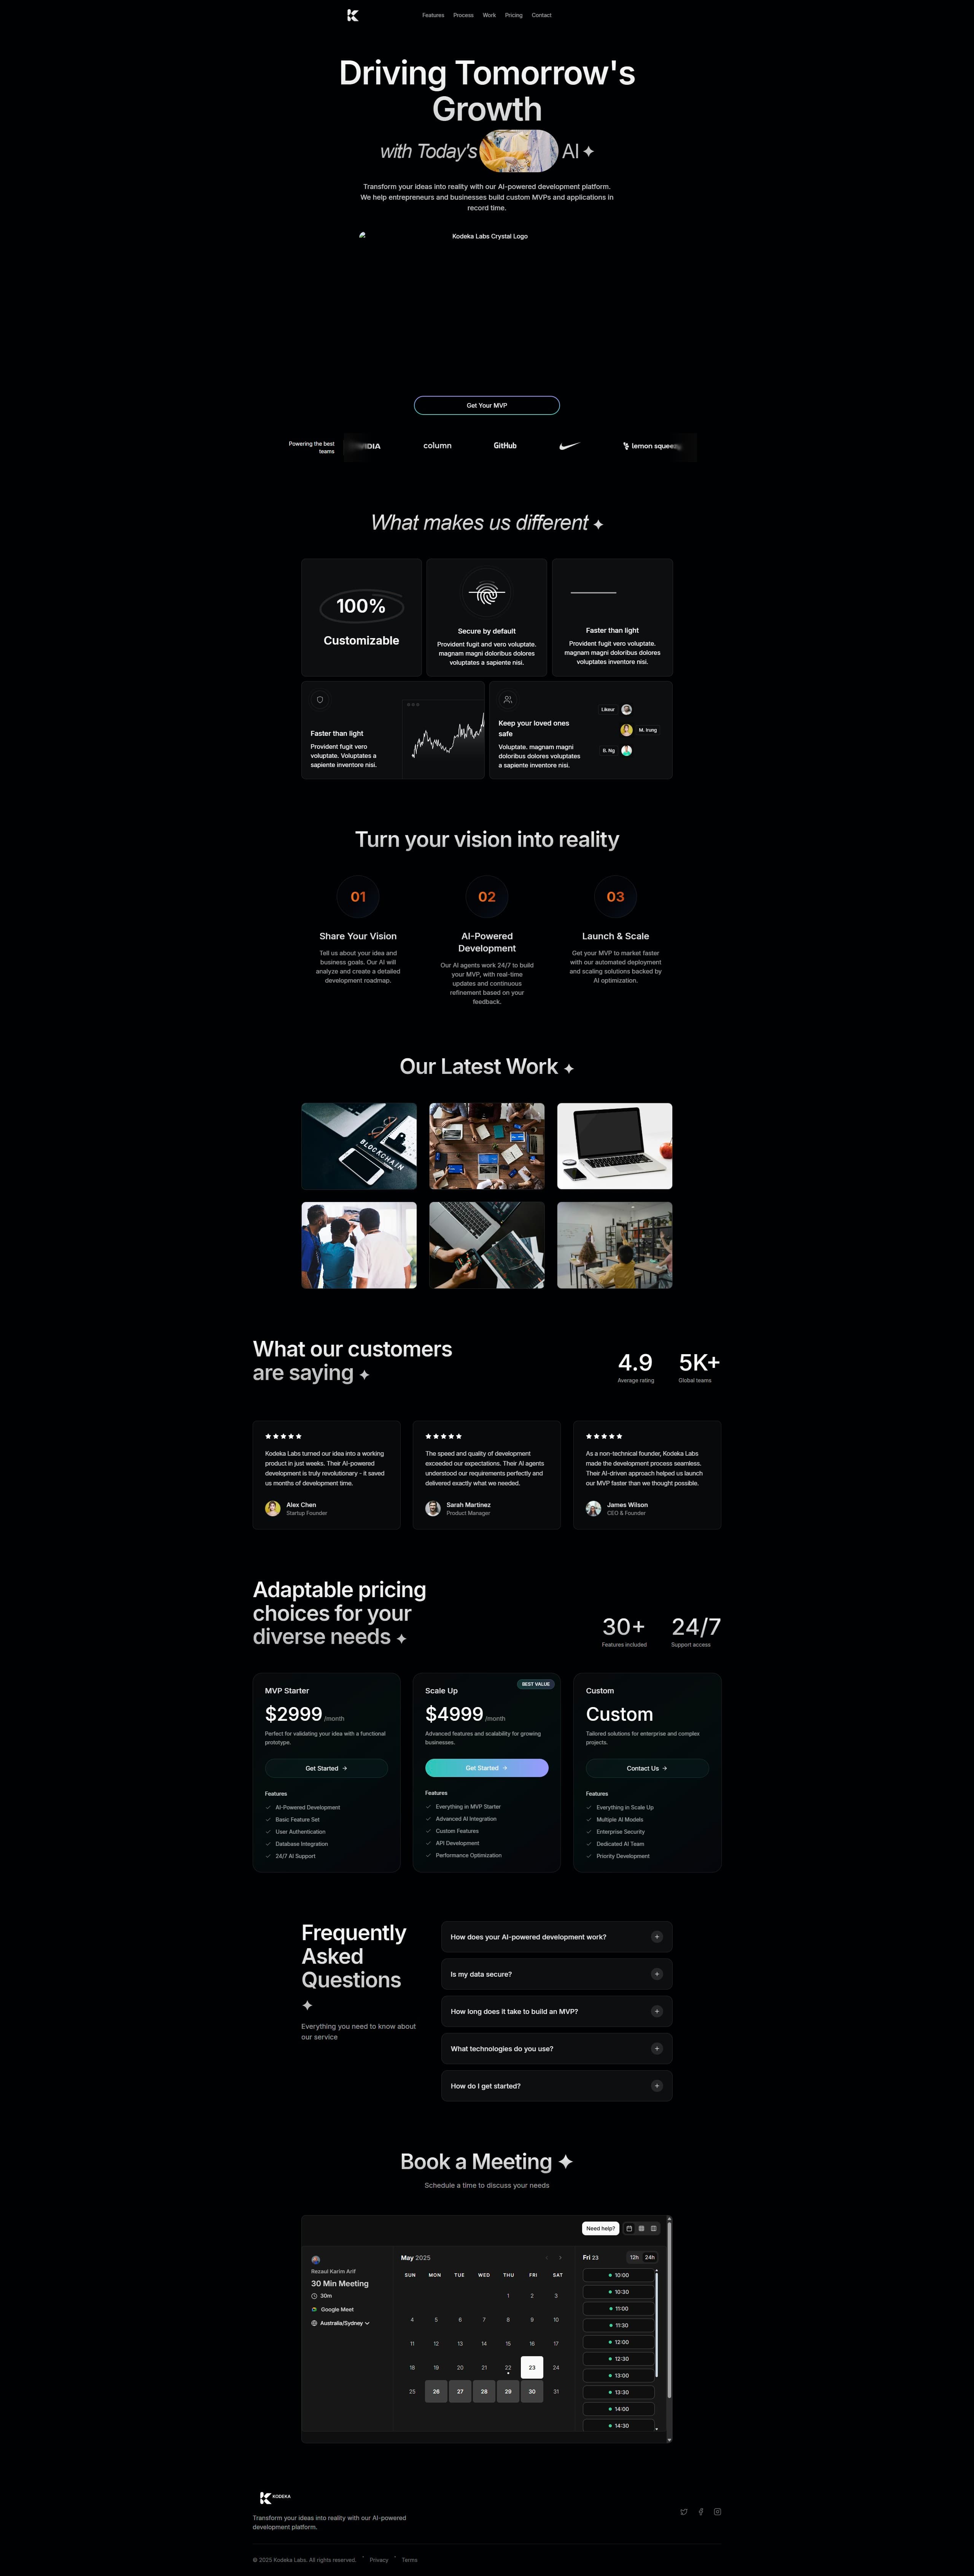 Features Process Work Pricing Contact
Driving Tomorrow's
Growth
with Today's AI
Transform your ideas into reality with our AI-powered development platform.
We help entrepreneurs and businesses build custom MVPs and applications in
record time.
Kodeka Labs Crystal Logo
Get Your MVP
Powering the best
teams
column GitHub lemon squeezy
What makes us different
100%
Customizable
Secure by default
Provident fugit and vero voluptate.
magnam magni doloribus dolores
voluptates a sapiente nisi.
Faster than light
Provident fugit vero voluptate.
magnam magni doloribus dolores
voluptates inventore nisi.
Faster than light
Provident fugit vero
voluptate. Voluptates a
sapiente inventore nisi.
Keep your loved ones
safe
Voluptate. magnam magni
doloribus dolores voluptates
a sapiente inventore nisi.
Likeur
M. Irung
B. Ng
Turn your vision into reality
01
Share Your Vision
Tell us about your idea and
business goals. Our AI will
analyze and create a detailed
development roadmap.
02
AI-Powered
Development
Our AI agents work 24/7 to build
your MVP, with real-time
updates and continuous
refinement based on your
feedback.
03
Launch & Scale
Get your MVP to market faster
with our automated deployment
and scaling solutions backed by
AI optimization.
Our Latest Work
BLOCKCHAIN
What our customers
are saying
4.9
Average rating
5K+
Global teams
Kodeka Labs turned our idea into a working
product in just weeks. Their AI-powered
development is truly revolutionary - it saved
us months of development time.
Alex Chen
Startup Founder
The speed and quality of development
exceeded our expectations. Their AI agents
understood our requirements perfectly and
delivered exactly what we needed.
Sarah Martinez
Product Manager
As a non-technical founder, Kodeka Labs
made the development process seamless.
Their AI-driven approach helped us launch
our MVP faster than we thought possible.
James Wilson
CEO & Founder
Adaptable pricing
choices for your
diverse needs
30+
Features included
24/7
Support access
MVP Starter
$2999 /month
Perfect for validating your idea with a functional
prototype.
Get Started
Features
AI-Powered Development
Basic Feature Set
User Authentication
Database Integration
24/7 AI Support
BEST VALUE
Scale Up
$4999 /month
Advanced features and scalability for growing
businesses.
Get Started
Features
Everything in MVP Starter
Advanced AI Integration
Custom Features
API Development
Performance Optimization
Custom
Custom
Tailored solutions for enterprise and complex
projects.
Contact Us
Features
Everything in Scale Up
Multiple AI Models
Enterprise Security
Dedicated AI Team
Priority Development
Frequently
Asked
Questions
Everything you need to know about
our service
How does your AI-powered development work?
Is my data secure?
How long does it take to build an MVP?
What technologies do you use?
How do I get started?
Book a Meeting
Schedule a time to discuss your needs
Need help?
Rezaul Karim Arif
30 Min Meeting
30m
Google Meet
Australia/Sydney
May 2025
SUN MON TUE WED THU FRI SAT
1 2 3
4 5 6 7 8 9 10
11 12 13 14 15 16 17
18 19 20 21 22 23 24
25 26 27 28 29 30 31
Fri 23
12h 24h
10:00
10:30
11:00
11:30
12:00
12:30
13:00
13:30
14:00
14:30
KODEKA
Transform your ideas into reality with our AI-powered
development platform.
© 2025 Kodeka Labs. All rights reserved. Privacy Terms